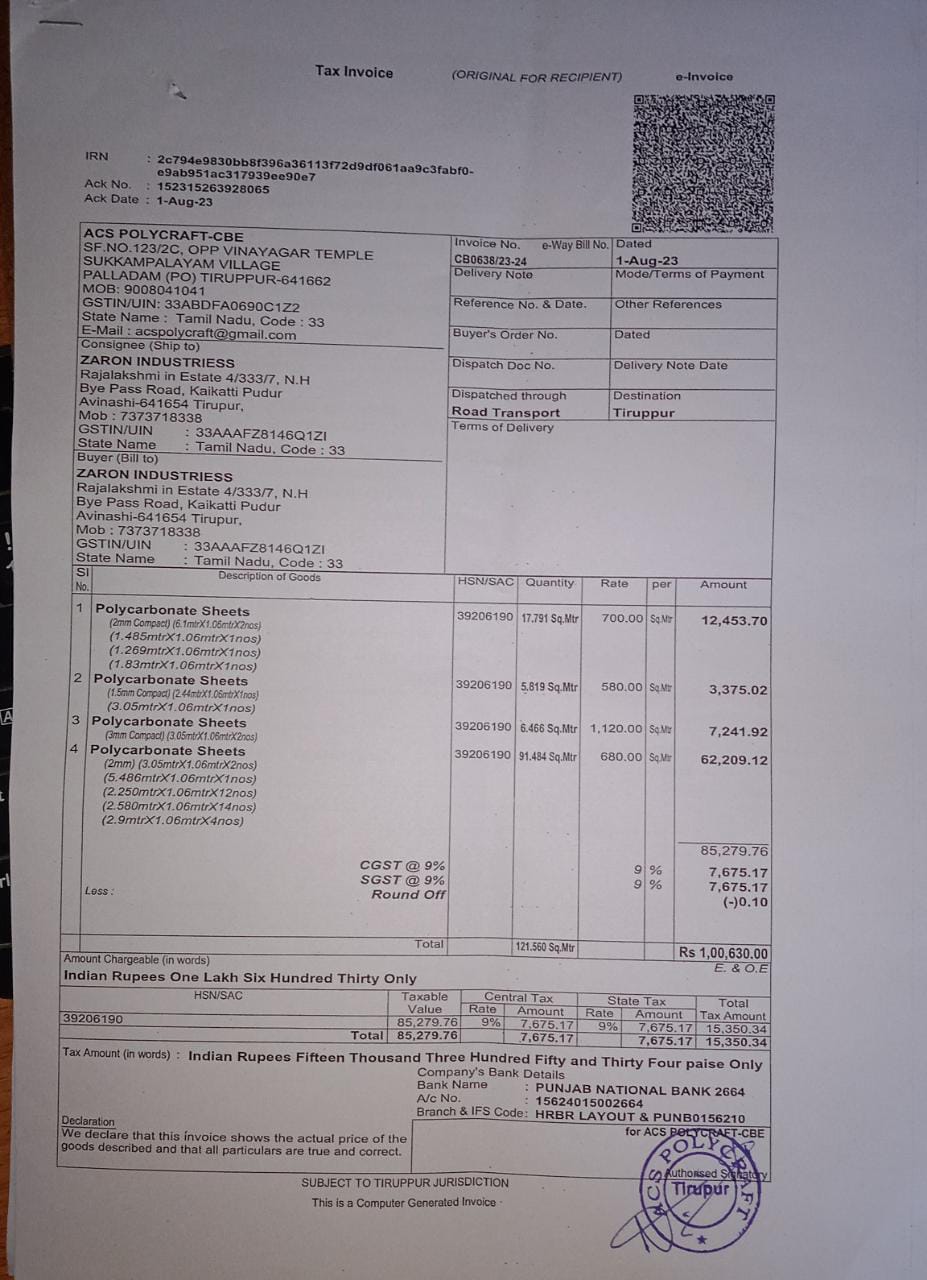 Tax Invoice (ORIGINAL FOR RECIPIENT) e-Invoice
IRN : 2c794e9830bb8f396a36113f72d9df061aa9c3fabf0-
e9ab951ac317939ee90e7
Ack No. : 152315263928065
Ack Date : 1-Aug-23
ACS POLYCRAFT-CBE
SF.NO.123/2C, OPP VINAYAGAR TEMPLE
SUKKAMPALAYAM VILLAGE
PALLADAM (PO) TIRUPPUR-641662
MOB: 9008041041
GSTIN/UIN: 33ABDFA0690C1Z2
State Name : Tamil Nadu, Code : 33
E-Mail : acspolycraft@gmail.com
Invoice No. e-Way Bill No. Dated
CB0638/23-24 1-Aug-23
Delivery Note Mode/Terms of Payment
Reference No. & Date. Other References
Buyer's Order No. Dated
Dispatch Doc No. Delivery Note Date
Dispatched through Destination
Road Transport Tiruppur
Terms of Delivery
Consignee (Ship to)
ZARON INDUSTRIESS
Rajalakshmi in Estate 4/333/7, N.H
Bye Pass Road, Kaikatti Pudur
Avinashi-641654 Tirupur,
Mob : 7373718338
GSTIN/UIN : 33AAAFZ8146Q1ZI
State Name : Tamil Nadu, Code : 33
Buyer (Bill to)
ZARON INDUSTRIESS
Rajalakshmi in Estate 4/333/7, N.H
Bye Pass Road, Kaikatti Pudur
Avinashi-641654 Tirupur,
Mob : 7373718338
GSTIN/UIN : 33AAAFZ8146Q1ZI
State Name : Tamil Nadu, Code : 33
Sl No. Description of Goods HSN/SAC Quantity Rate per Amount
1 Polycarbonate Sheets 39206190 17.791 Sq.Mtr 700.00 Sq.Mtr 12,453.70
(2mm Compact) (6.1mtrX1.06mtrX2nos)
(1.485mtrX1.06mtrX1nos)
(1.269mtrX1.06mtrX1nos)
(1.83mtrX1.06mtrX1nos)
2 Polycarbonate Sheets 39206190 5.819 Sq.Mtr 580.00 Sq.Mtr 3,375.02
(1.5mm Compact) (2.44mtrX1.06mtrX1nos)
(3.05mtrX1.06mtrX1nos)
3 Polycarbonate Sheets 39206190 6.466 Sq.Mtr 1,120.00 Sq.Mtr 7,241.92
(3mm Compact) (3.05mtrX1.06mtrX2nos)
4 Polycarbonate Sheets 39206190 91.484 Sq.Mtr 680.00 Sq.Mtr 62,209.12
(2mm) (3.05mtrX1.06mtrX2nos)
(5.486mtrX1.06mtrX1nos)
(2.250mtrX1.06mtrX12nos)
(2.580mtrX1.06mtrX14nos)
(2.9mtrX1.06mtrX4nos)
85,279.76
CGST @ 9% 9 % 7,675.17
SGST @ 9% 9 % 7,675.17
Less : Round Off (-)0.10
Total 121.560 Sq.Mtr Rs 1,00,630.00
Amount Chargeable (in words) E. & O.E
Indian Rupees One Lakh Six Hundred Thirty Only
HSN/SAC Taxable Value Central Tax State Tax Total Tax Amount
Rate Amount Rate Amount
39206190 85,279.76 9% 7,675.17 9% 7,675.17 15,350.34
Total 85,279.76 7,675.17 7,675.17 15,350.34
Tax Amount (in words) : Indian Rupees Fifteen Thousand Three Hundred Fifty and Thirty Four paise Only
Company's Bank Details
Bank Name : PUNJAB NATIONAL BANK 2664
A/c No. : 15624015002664
Branch & IFS Code: HRBR LAYOUT & PUNB0156210
Declaration
We declare that this invoice shows the actual price of the
goods described and that all particulars are true and correct.
for ACS POLYCRAFT-CBE
Authorised Signatory
ACS POLYCRAFT
Tirupur
SUBJECT TO TIRUPPUR JURISDICTION
This is a Computer Generated Invoice